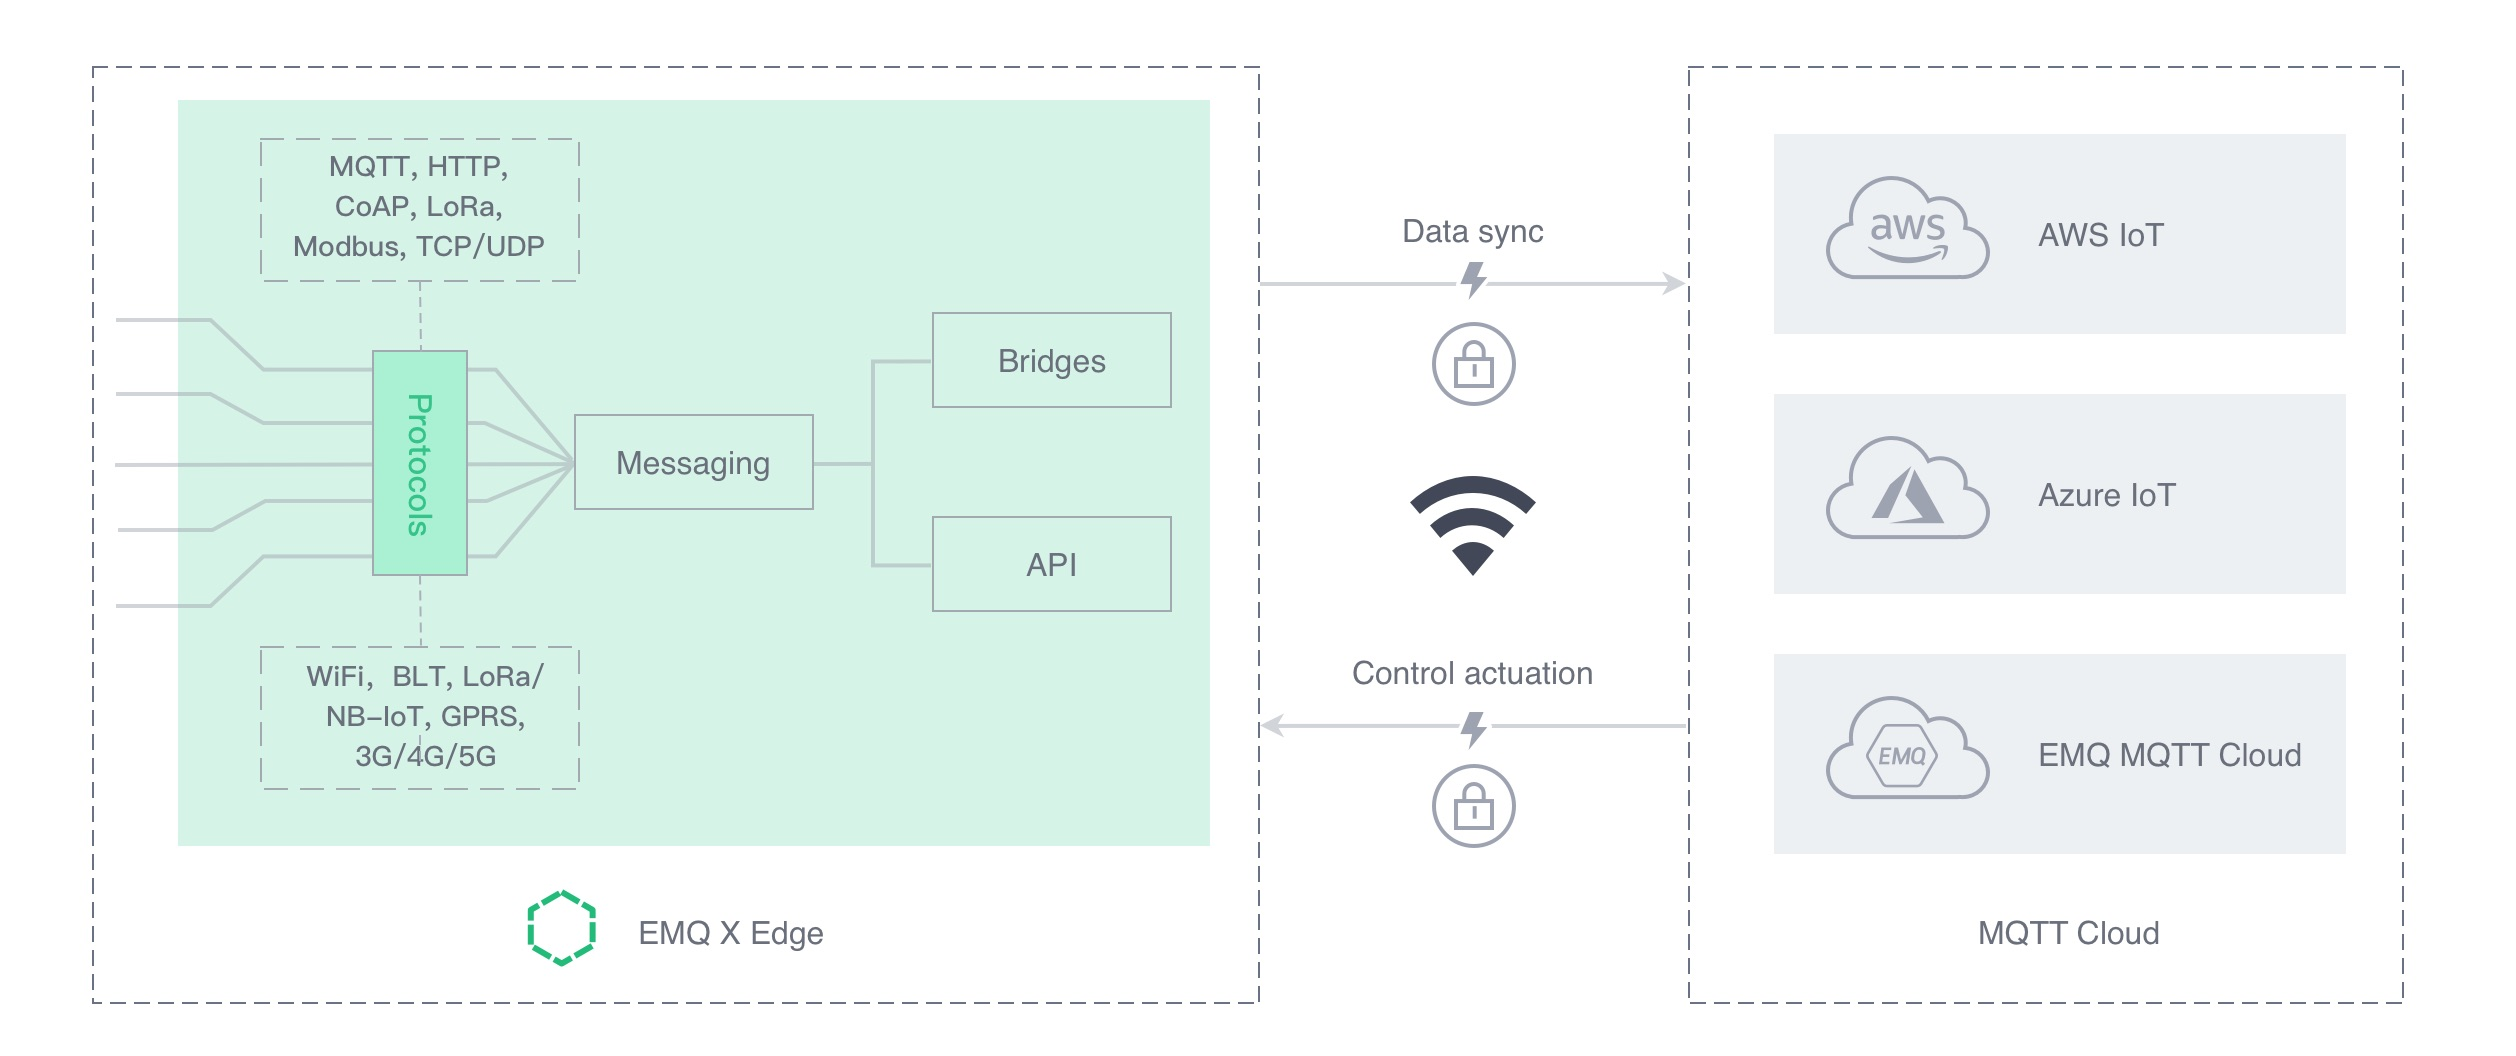 MQTT, HTTP,
CoAP, LoRa,
Modbus, TCP/UDP
Protocols
WiFi, BLT, LoRa/
NB–IoT, GPRS,
3G/4G/5G
Messaging
Bridges
API
EMQ X Edge
Data sync
Control actuation
aws
AWS IoT
Azure IoT
EMQ
EMQ MQTT Cloud
MQTT Cloud